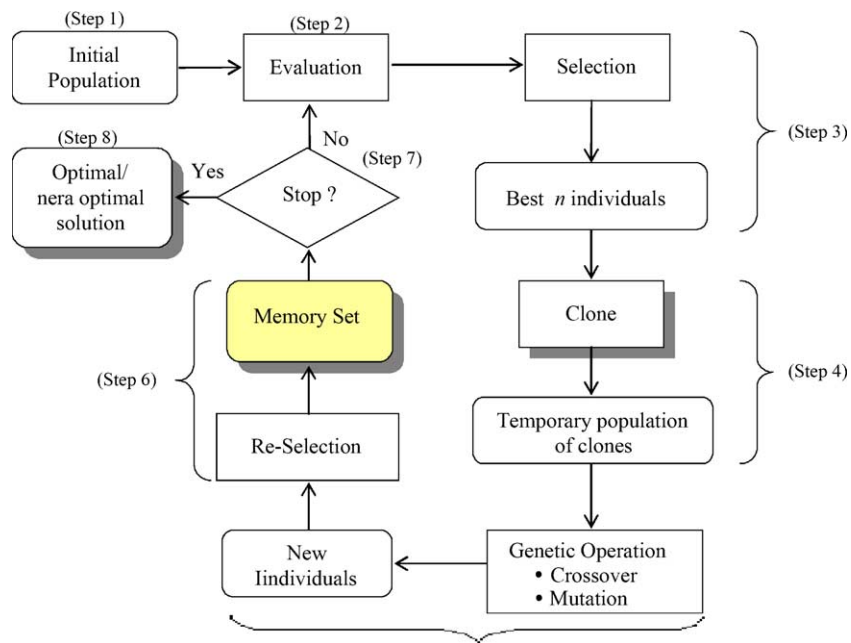 (Step 1)
Initial
Population
(Step 2)
Evaluation
Selection
(Step 3)
Best n individuals
(Step 8)
Optimal/
nera optimal
solution
Yes
No
(Step 7)
Stop ?
Memory Set
Clone
(Step 4)
(Step 6)
Temporary population
of clones
Re-Selection
New
Iindividuals
Genetic Operation
• Crossover
• Mutation